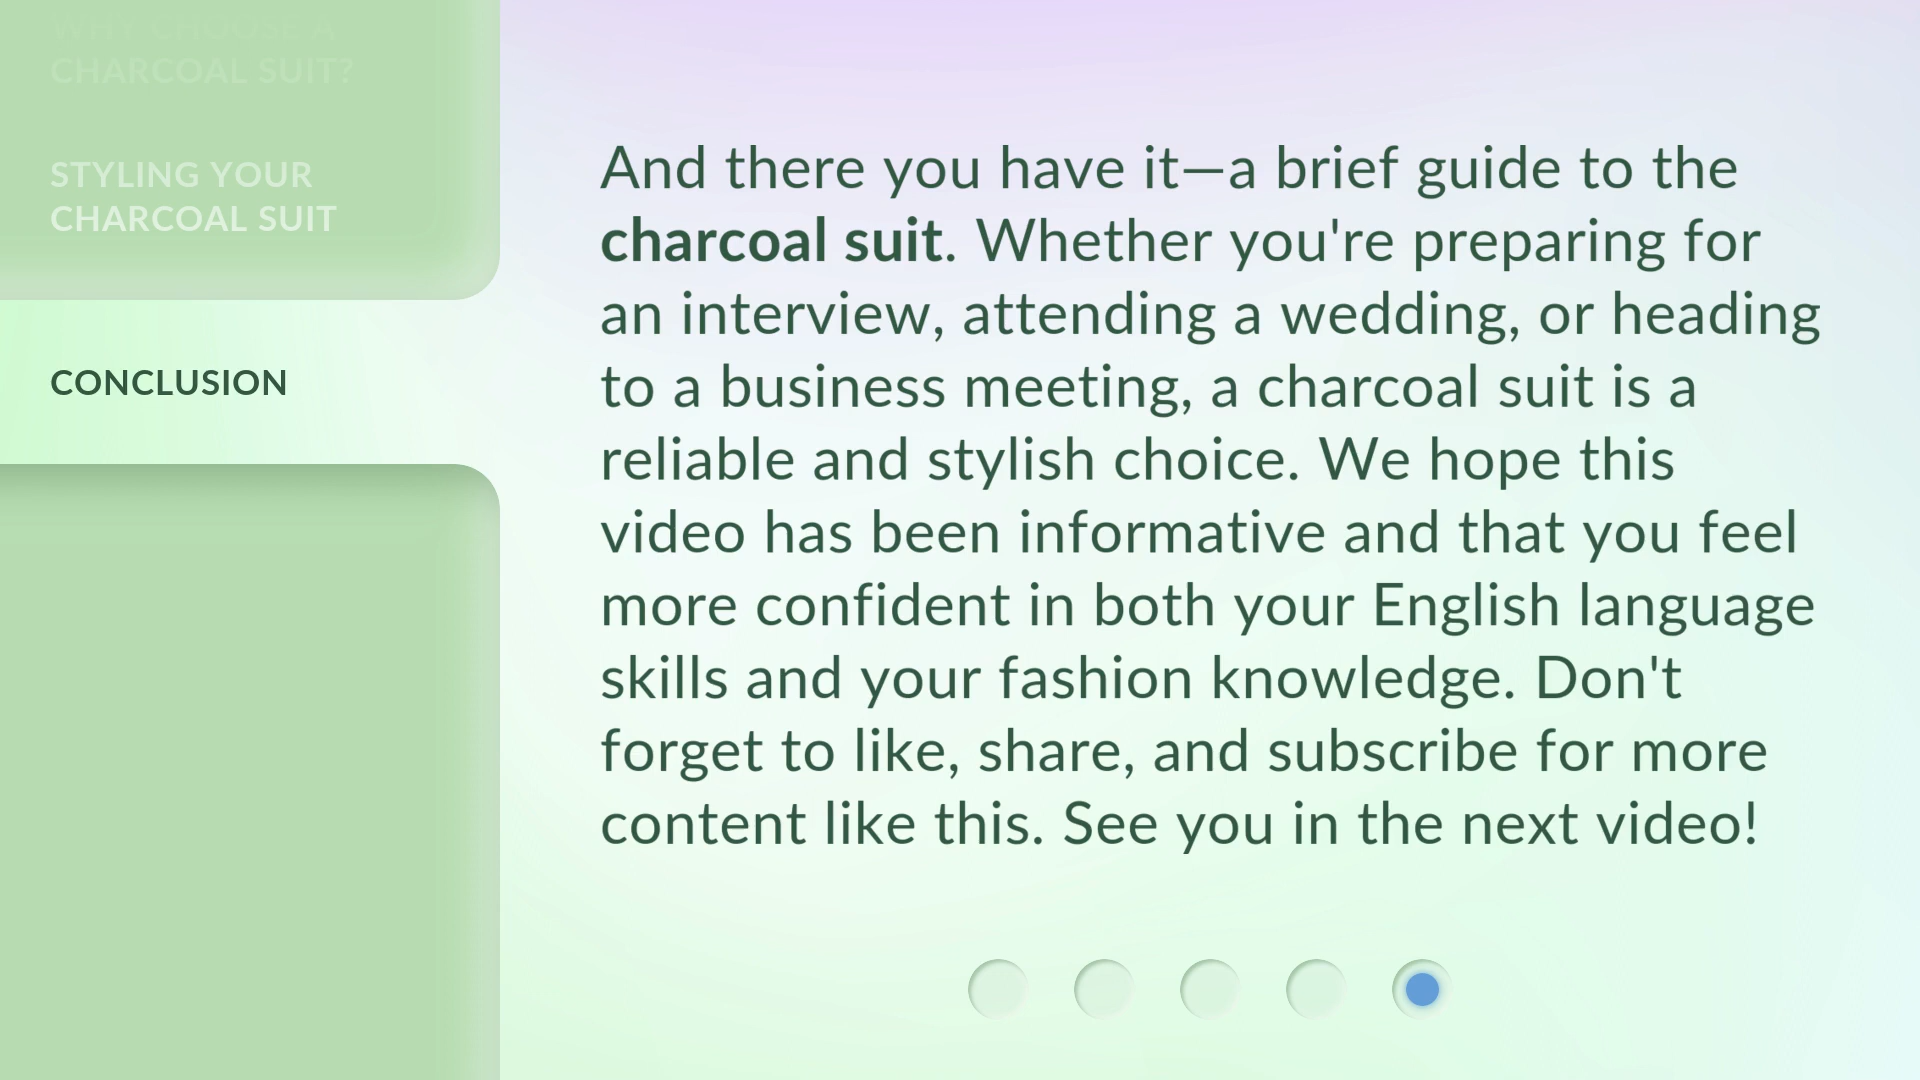 WHY CHOOSE A
CHARCOAL SUIT?
STYLING YOUR
CHARCOAL SUIT
CONCLUSION
And there you have it—a brief guide to the
charcoal suit. Whether you're preparing for
an interview, attending a wedding, or heading
to a business meeting, a charcoal suit is a
reliable and stylish choice. We hope this
video has been informative and that you feel
more confident in both your English language
skills and your fashion knowledge. Don't
forget to like, share, and subscribe for more
content like this. See you in the next video!